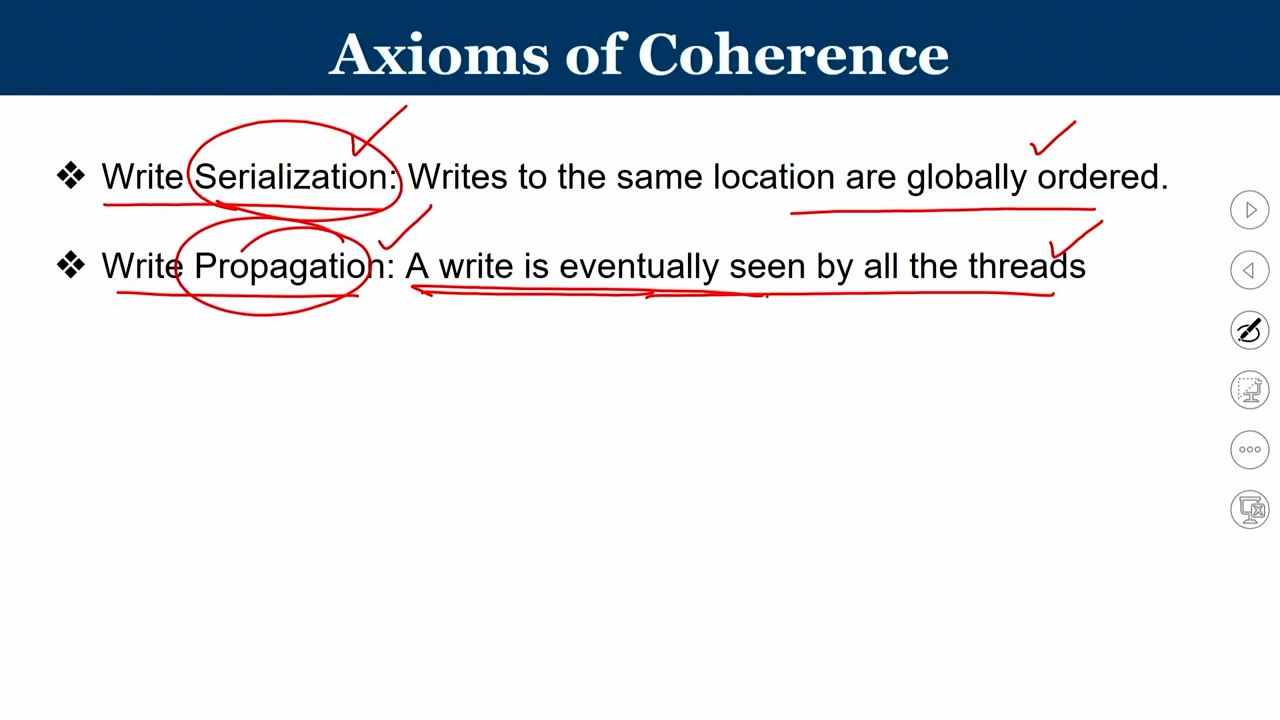 Axioms of Coherence
❖ Write Serialization: Writes to the same location are globally ordered.
❖ Write Propagation: A write is eventually seen by all the threads